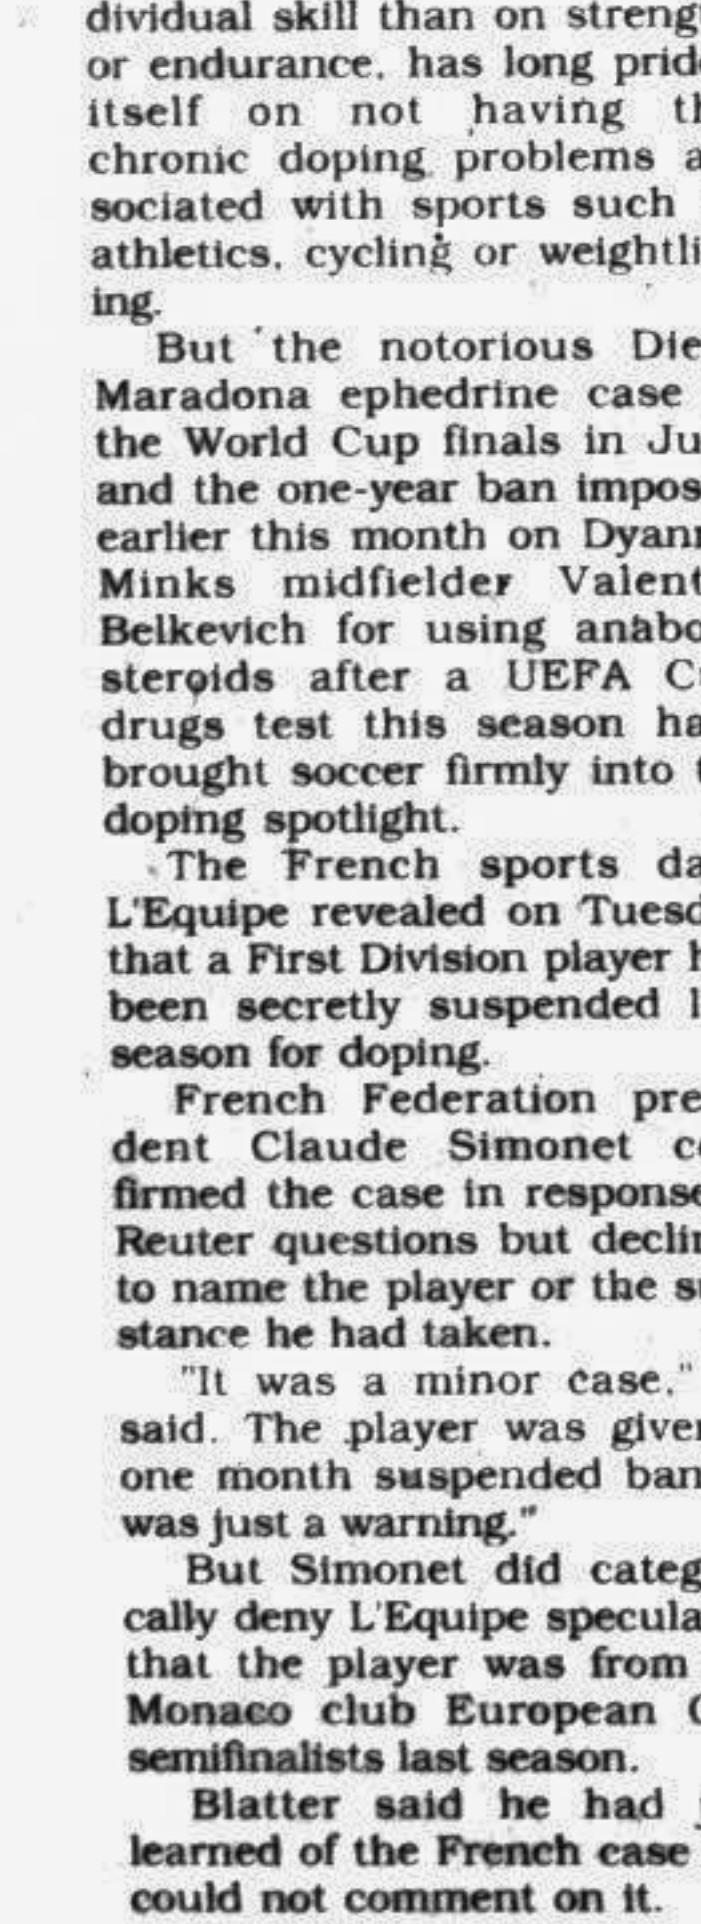 dividual skill than on streng
or endurance, has long prid
itself on not having th
chronic doping problems a
sociated with sports such
athletics, cycling or weightli
ing.
But the notorious Die
Maradona ephedrine case
the World Cup finals in Ju
and the one-year ban impos
earlier this month on Dyan
Minks midfielder Valent
Belkevich for using anabo
steroids after a UEFA C
drugs test this season ha
brought soccer firmly into t
doping spotlight.
The French sports da
L'Equipe revealed on Tuesd
that a First Division player h
been secretly suspended l
season for doping.
French Federation pre
dent Claude Simonet c
firmed the case in response
Reuter questions but declin
to name the player or the su
stance he had taken.
"It was a minor case,"
said. The player was give
one month suspended ban
was just a warning."
But Simonet did categ
cally deny L'Equipe specula
that the player was from
Monaco club European C
semifinalists last season.
Blatter said he had j
learned of the French case
could not comment on it.